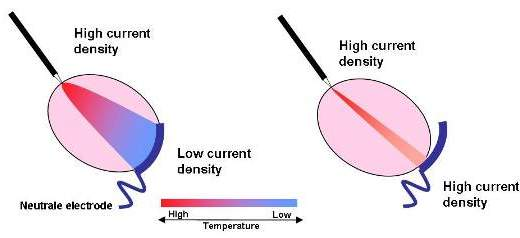 High current
density
Low current
density
Neutrale electrode
High
Low
Temperature
High current
density
High current
density